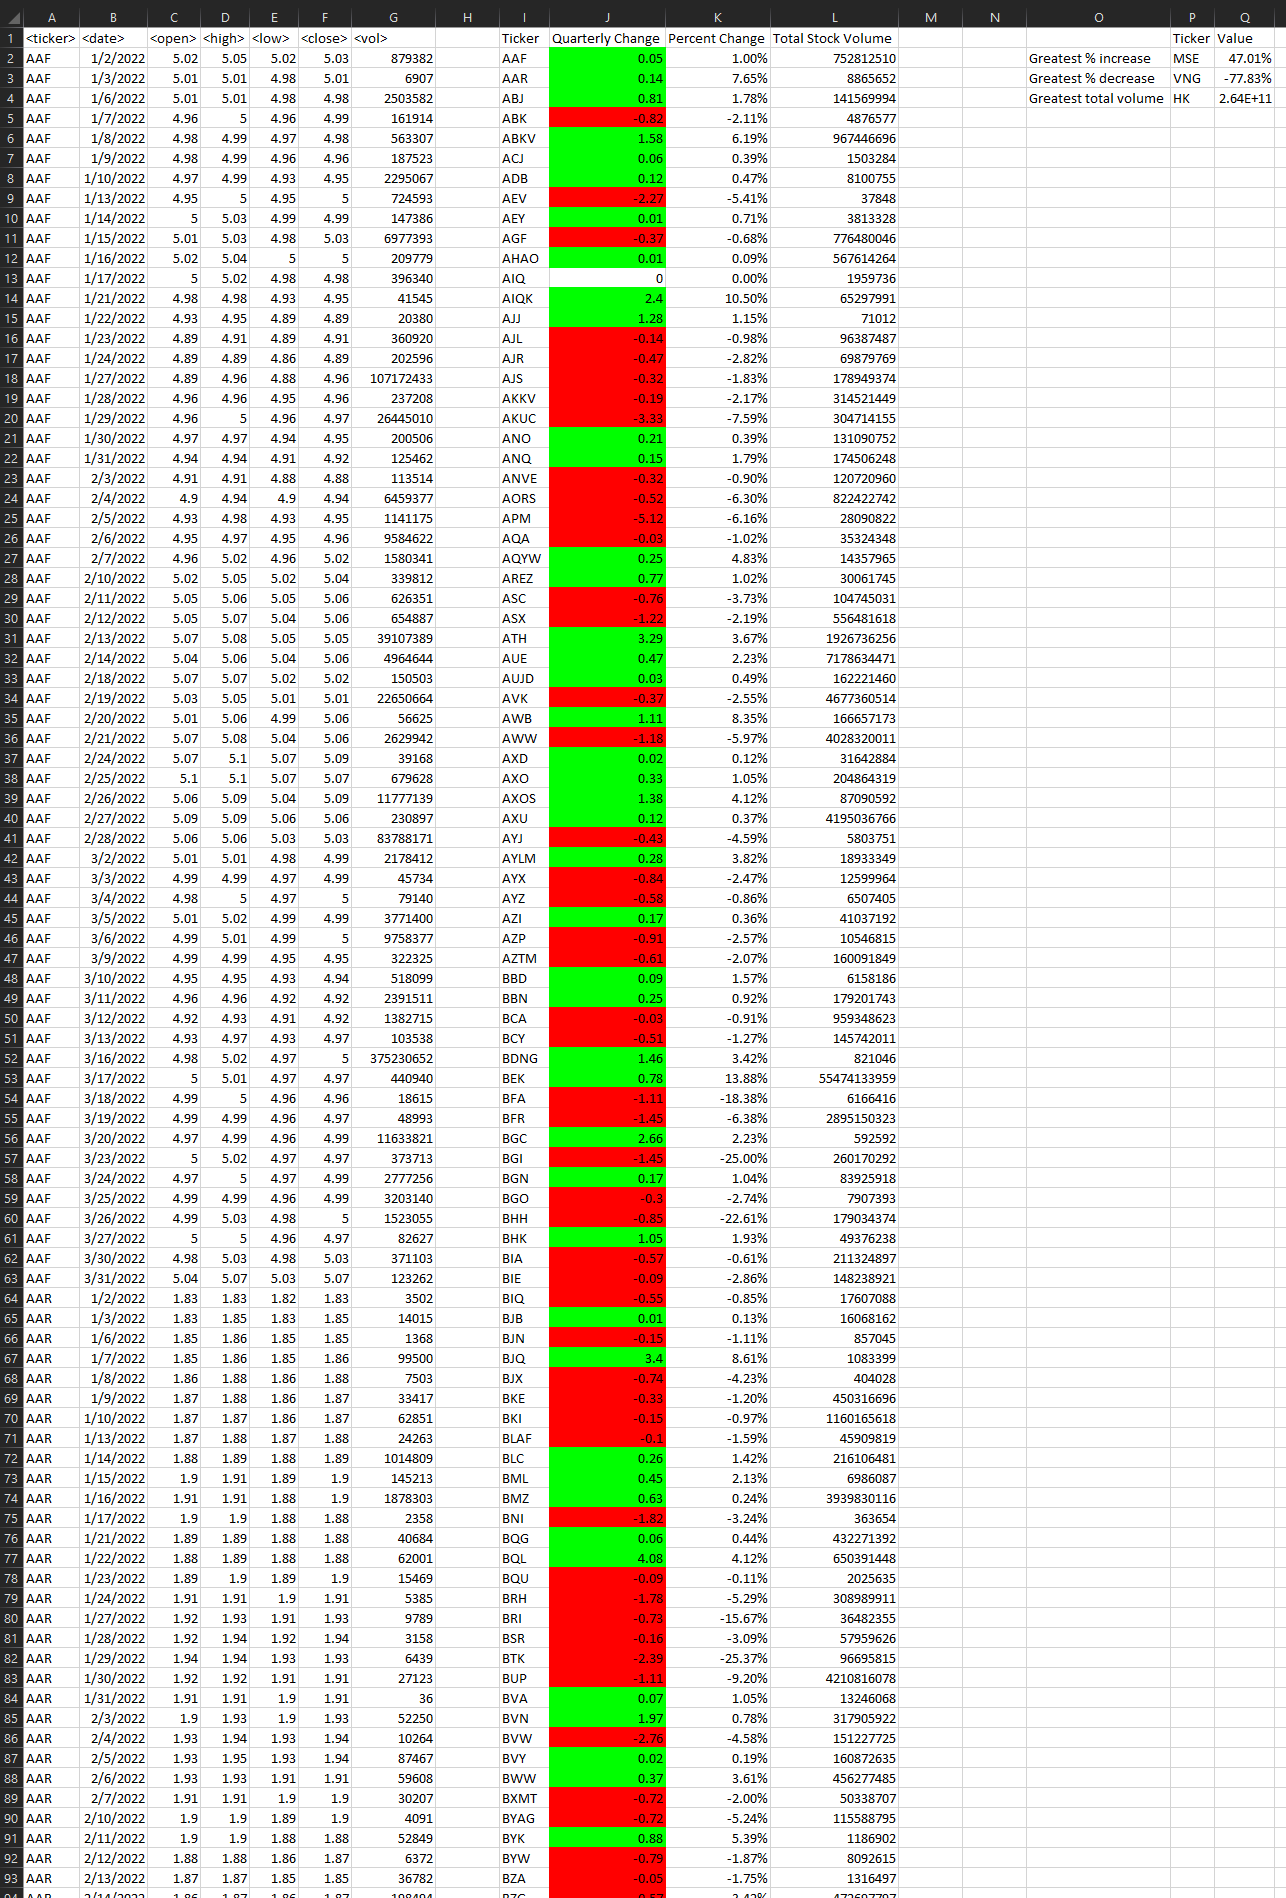 A B C D E F G H I J K L M N O P Q
1 <ticker> <date> <open> <high> <low> <close> <vol> Ticker Quarterly Change Percent Change Total Stock Volume Ticker Value
2 AAF 1/2/2022 5.02 5.05 5.02 5.03 879382 AAF 0.05 1.00% 752812510 Greatest % increase MSE 47.01%
3 AAF 1/3/2022 5.01 5.01 4.98 5.01 6907 AAR 0.14 7.65% 8865652 Greatest % decrease VNG -77.83%
4 AAF 1/6/2022 5.01 5.01 4.98 4.98 2503582 ABJ 0.81 1.78% 141569994 Greatest total volume HK 2.64E+11
5 AAF 1/7/2022 4.96 5 4.96 4.99 161914 ABK -0.82 -2.11% 4876577
6 AAF 1/8/2022 4.98 4.99 4.97 4.98 563307 ABKV 1.58 6.19% 967446696
7 AAF 1/9/2022 4.98 4.99 4.96 4.96 187523 ACJ 0.06 0.39% 1503284
8 AAF 1/10/2022 4.97 4.99 4.93 4.95 2295067 ADB 0.12 0.47% 8100755
9 AAF 1/13/2022 4.95 5 4.95 5 724593 AEV -2.27 -5.41% 37848
10 AAF 1/14/2022 5 5.03 4.99 4.99 147386 AEY 0.01 0.71% 3813328
11 AAF 1/15/2022 5.01 5.03 4.98 5.03 6977393 AGF -0.37 -0.68% 776480046
12 AAF 1/16/2022 5.02 5.04 5 5 209779 AHAO 0.01 0.09% 567614264
13 AAF 1/17/2022 5 5.02 4.98 4.98 396340 AIQ 0 0.00% 1959736
14 AAF 1/21/2022 4.98 4.98 4.93 4.95 41545 AIQK 2.4 10.50% 65297991
15 AAF 1/22/2022 4.93 4.95 4.89 4.89 20380 AJJ 1.28 1.15% 71012
16 AAF 1/23/2022 4.89 4.91 4.89 4.91 360920 AJL -0.14 -0.98% 96387487
17 AAF 1/24/2022 4.89 4.89 4.86 4.89 202596 AJR -0.47 -2.82% 69879769
18 AAF 1/27/2022 4.89 4.96 4.88 4.96 107172433 AJS -0.32 -1.83% 178949374
19 AAF 1/28/2022 4.96 4.96 4.95 4.96 237208 AKKV -0.19 -2.17% 314521449
20 AAF 1/29/2022 4.96 5 4.96 4.97 26445010 AKUC -3.33 -7.59% 304714155
21 AAF 1/30/2022 4.97 4.97 4.94 4.95 200506 ANO 0.21 0.39% 131090752
22 AAF 1/31/2022 4.94 4.94 4.91 4.92 125462 ANQ 0.15 1.79% 174506248
23 AAF 2/3/2022 4.91 4.91 4.88 4.88 113514 ANVE -0.32 -0.90% 120720960
24 AAF 2/4/2022 4.9 4.94 4.9 4.94 6459377 AORS -0.52 -6.30% 822422742
25 AAF 2/5/2022 4.93 4.98 4.93 4.95 1141175 APM -5.12 -6.16% 28090822
26 AAF 2/6/2022 4.95 4.97 4.95 4.96 9584622 AQA -0.03 -1.02% 35324348
27 AAF 2/7/2022 4.96 5.02 4.96 5.02 1580341 AQYW 0.25 4.83% 14357965
28 AAF 2/10/2022 5.02 5.05 5.02 5.04 339812 AREZ 0.77 1.02% 30061745
29 AAF 2/11/2022 5.05 5.06 5.05 5.06 626351 ASC -0.76 -3.73% 104745031
30 AAF 2/12/2022 5.05 5.07 5.04 5.06 654887 ASX -1.22 -2.19% 556481618
31 AAF 2/13/2022 5.07 5.08 5.05 5.05 39107389 ATH 3.29 3.67% 1926736256
32 AAF 2/14/2022 5.04 5.06 5.04 5.06 4964644 AUE 0.47 2.23% 7178634471
33 AAF 2/18/2022 5.07 5.07 5.02 5.02 150503 AUJD 0.03 0.49% 162221460
34 AAF 2/19/2022 5.03 5.05 5.01 5.01 22650664 AVK -0.37 -2.55% 4677360514
35 AAF 2/20/2022 5.01 5.06 4.99 5.06 56625 AWB 1.11 8.35% 166657173
36 AAF 2/21/2022 5.07 5.08 5.04 5.06 2629942 AWW -1.18 -5.97% 4028320011
37 AAF 2/24/2022 5.07 5.1 5.07 5.09 39168 AXD 0.02 0.12% 31642884
38 AAF 2/25/2022 5.1 5.1 5.07 5.07 679628 AXO 0.33 1.05% 204864319
39 AAF 2/26/2022 5.06 5.09 5.04 5.09 11777139 AXOS 1.38 4.12% 87090592
40 AAF 2/27/2022 5.09 5.09 5.06 5.06 230897 AXU 0.12 0.37% 4195036766
41 AAF 2/28/2022 5.06 5.06 5.03 5.03 83788171 AYJ -0.43 -4.59% 5803751
42 AAF 3/2/2022 5.01 5.01 4.98 4.99 2178412 AYLM 0.28 3.82% 18933349
43 AAF 3/3/2022 4.99 4.99 4.97 4.99 45734 AYX -0.84 -2.47% 12599964
44 AAF 3/4/2022 4.98 5 4.97 5 79140 AYZ -0.58 -0.86% 6507405
45 AAF 3/5/2022 5.01 5.02 4.99 4.99 3771400 AZI 0.17 0.36% 41037192
46 AAF 3/6/2022 4.99 5.01 4.99 5 9758377 AZP -0.91 -2.57% 10546815
47 AAF 3/9/2022 4.99 4.99 4.95 4.95 322325 AZTM -0.61 -2.07% 160091849
48 AAF 3/10/2022 4.95 4.95 4.93 4.94 518099 BBD 0.09 1.57% 6158186
49 AAF 3/11/2022 4.96 4.96 4.92 4.92 2391511 BBN 0.25 0.92% 179201743
50 AAF 3/12/2022 4.92 4.93 4.91 4.92 1382715 BCA -0.03 -0.91% 959348623
51 AAF 3/13/2022 4.93 4.97 4.93 4.97 103538 BCY -0.51 -1.27% 145742011
52 AAF 3/16/2022 4.98 5.02 4.97 5 375230652 BDNG 1.46 3.42% 821046
53 AAF 3/17/2022 5 5.01 4.97 4.97 440940 BEK 0.78 13.88% 55474133959
54 AAF 3/18/2022 4.99 5 4.96 4.96 18615 BFA -1.11 -18.38% 6166416
55 AAF 3/19/2022 4.99 4.99 4.96 4.97 48993 BFR -1.45 -6.38% 2895150323
56 AAF 3/20/2022 4.97 4.99 4.96 4.99 11633821 BGC 2.66 2.23% 592592
57 AAF 3/23/2022 5 5.02 4.97 4.97 373713 BGI -1.45 -25.00% 260170292
58 AAF 3/24/2022 4.97 5 4.97 4.99 2777256 BGN 0.17 1.04% 83925918
59 AAF 3/25/2022 4.99 4.99 4.96 4.99 3203140 BGO -0.3 -2.74% 7907393
60 AAF 3/26/2022 4.99 5.03 4.98 5 1523055 BHH -0.85 -22.61% 179034374
61 AAF 3/27/2022 5 5 4.96 4.97 82627 BHK 1.05 1.93% 49376238
62 AAF 3/30/2022 4.98 5.03 4.98 5.03 371103 BIA -0.57 -0.61% 211324897
63 AAF 3/31/2022 5.04 5.07 5.03 5.07 123262 BIE -0.09 -2.86% 148238921
64 AAR 1/2/2022 1.83 1.83 1.82 1.83 3502 BIQ -0.55 -0.85% 17607088
65 AAR 1/3/2022 1.83 1.85 1.83 1.85 14015 BJB 0.01 0.13% 16068162
66 AAR 1/6/2022 1.85 1.86 1.85 1.85 1368 BJN -0.15 -1.11% 857045
67 AAR 1/7/2022 1.85 1.86 1.85 1.86 99500 BJQ 3.4 8.61% 1083399
68 AAR 1/8/2022 1.86 1.88 1.86 1.88 7503 BJX -0.74 -4.23% 404028
69 AAR 1/9/2022 1.87 1.88 1.86 1.87 33417 BKE -0.33 -1.20% 450316696
70 AAR 1/10/2022 1.87 1.87 1.86 1.87 62851 BKI -0.15 -0.97% 1160165618
71 AAR 1/13/2022 1.87 1.88 1.87 1.88 24263 BLAF -0.1 -1.59% 45909819
72 AAR 1/14/2022 1.88 1.89 1.88 1.89 1014809 BLC 0.26 1.42% 216106481
73 AAR 1/15/2022 1.9 1.91 1.89 1.9 145213 BML 0.45 2.13% 6986087
74 AAR 1/16/2022 1.91 1.91 1.88 1.9 1878303 BMZ 0.63 0.24% 3939830116
75 AAR 1/17/2022 1.9 1.9 1.88 1.88 2358 BNI -1.82 -3.24% 363654
76 AAR 1/21/2022 1.89 1.89 1.88 1.88 40684 BQG 0.06 0.44% 432271392
77 AAR 1/22/2022 1.88 1.89 1.88 1.88 62001 BQL 4.08 4.12% 650391448
78 AAR 1/23/2022 1.89 1.9 1.89 1.9 15469 BQU -0.09 -0.11% 2025635
79 AAR 1/24/2022 1.91 1.91 1.9 1.91 5385 BRH -1.78 -5.29% 308989911
80 AAR 1/27/2022 1.92 1.93 1.91 1.93 9789 BRI -0.73 -15.67% 36482355
81 AAR 1/28/2022 1.92 1.94 1.92 1.94 3158 BSR -0.16 -3.09% 57959626
82 AAR 1/29/2022 1.94 1.94 1.93 1.93 6439 BTK -2.39 -25.37% 96695815
83 AAR 1/30/2022 1.92 1.92 1.91 1.91 27123 BUP -1.11 -9.20% 4210816078
84 AAR 1/31/2022 1.91 1.91 1.9 1.91 36 BVA 0.07 1.05% 13246068
85 AAR 2/3/2022 1.9 1.93 1.9 1.93 52250 BVN 1.97 0.78% 317905922
86 AAR 2/4/2022 1.93 1.94 1.93 1.94 10264 BVW -2.76 -4.58% 151227725
87 AAR 2/5/2022 1.93 1.95 1.93 1.94 87467 BVY 0.02 0.19% 160872635
88 AAR 2/6/2022 1.93 1.93 1.91 1.91 59608 BWW 0.37 3.61% 456277485
89 AAR 2/7/2022 1.91 1.91 1.9 1.9 30207 BXMT -0.72 -2.00% 50338707
90 AAR 2/10/2022 1.9 1.9 1.89 1.9 4091 BYAG -0.72 -5.24% 115588795
91 AAR 2/11/2022 1.9 1.9 1.88 1.88 52849 BYK 0.88 5.39% 1186902
92 AAR 2/12/2022 1.88 1.88 1.86 1.87 6372 BYW -0.79 -1.87% 8092615
93 AAR 2/13/2022 1.87 1.87 1.85 1.85 36782 BZA -0.05 -1.75% 1316497